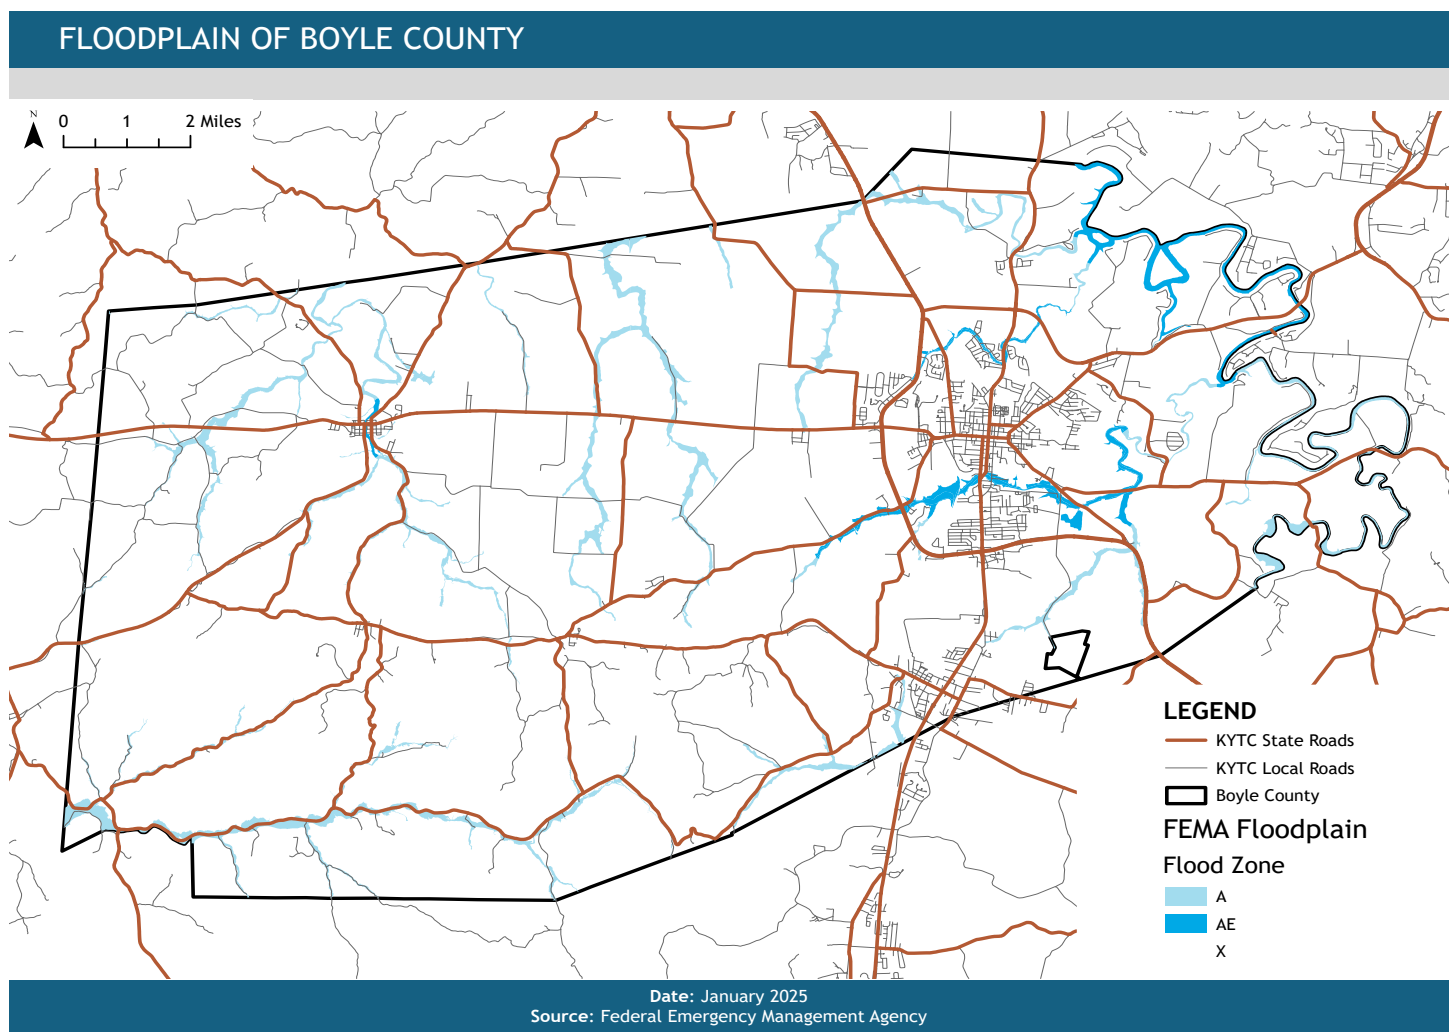 FLOODPLAIN OF BOYLE COUNTY
N
0 1 2 Miles
LEGEND
KYTC State Roads
KYTC Local Roads
Boyle County
FEMA Floodplain
Flood Zone
A
AE
X
Date: January 2025
Source: Federal Emergency Management Agency